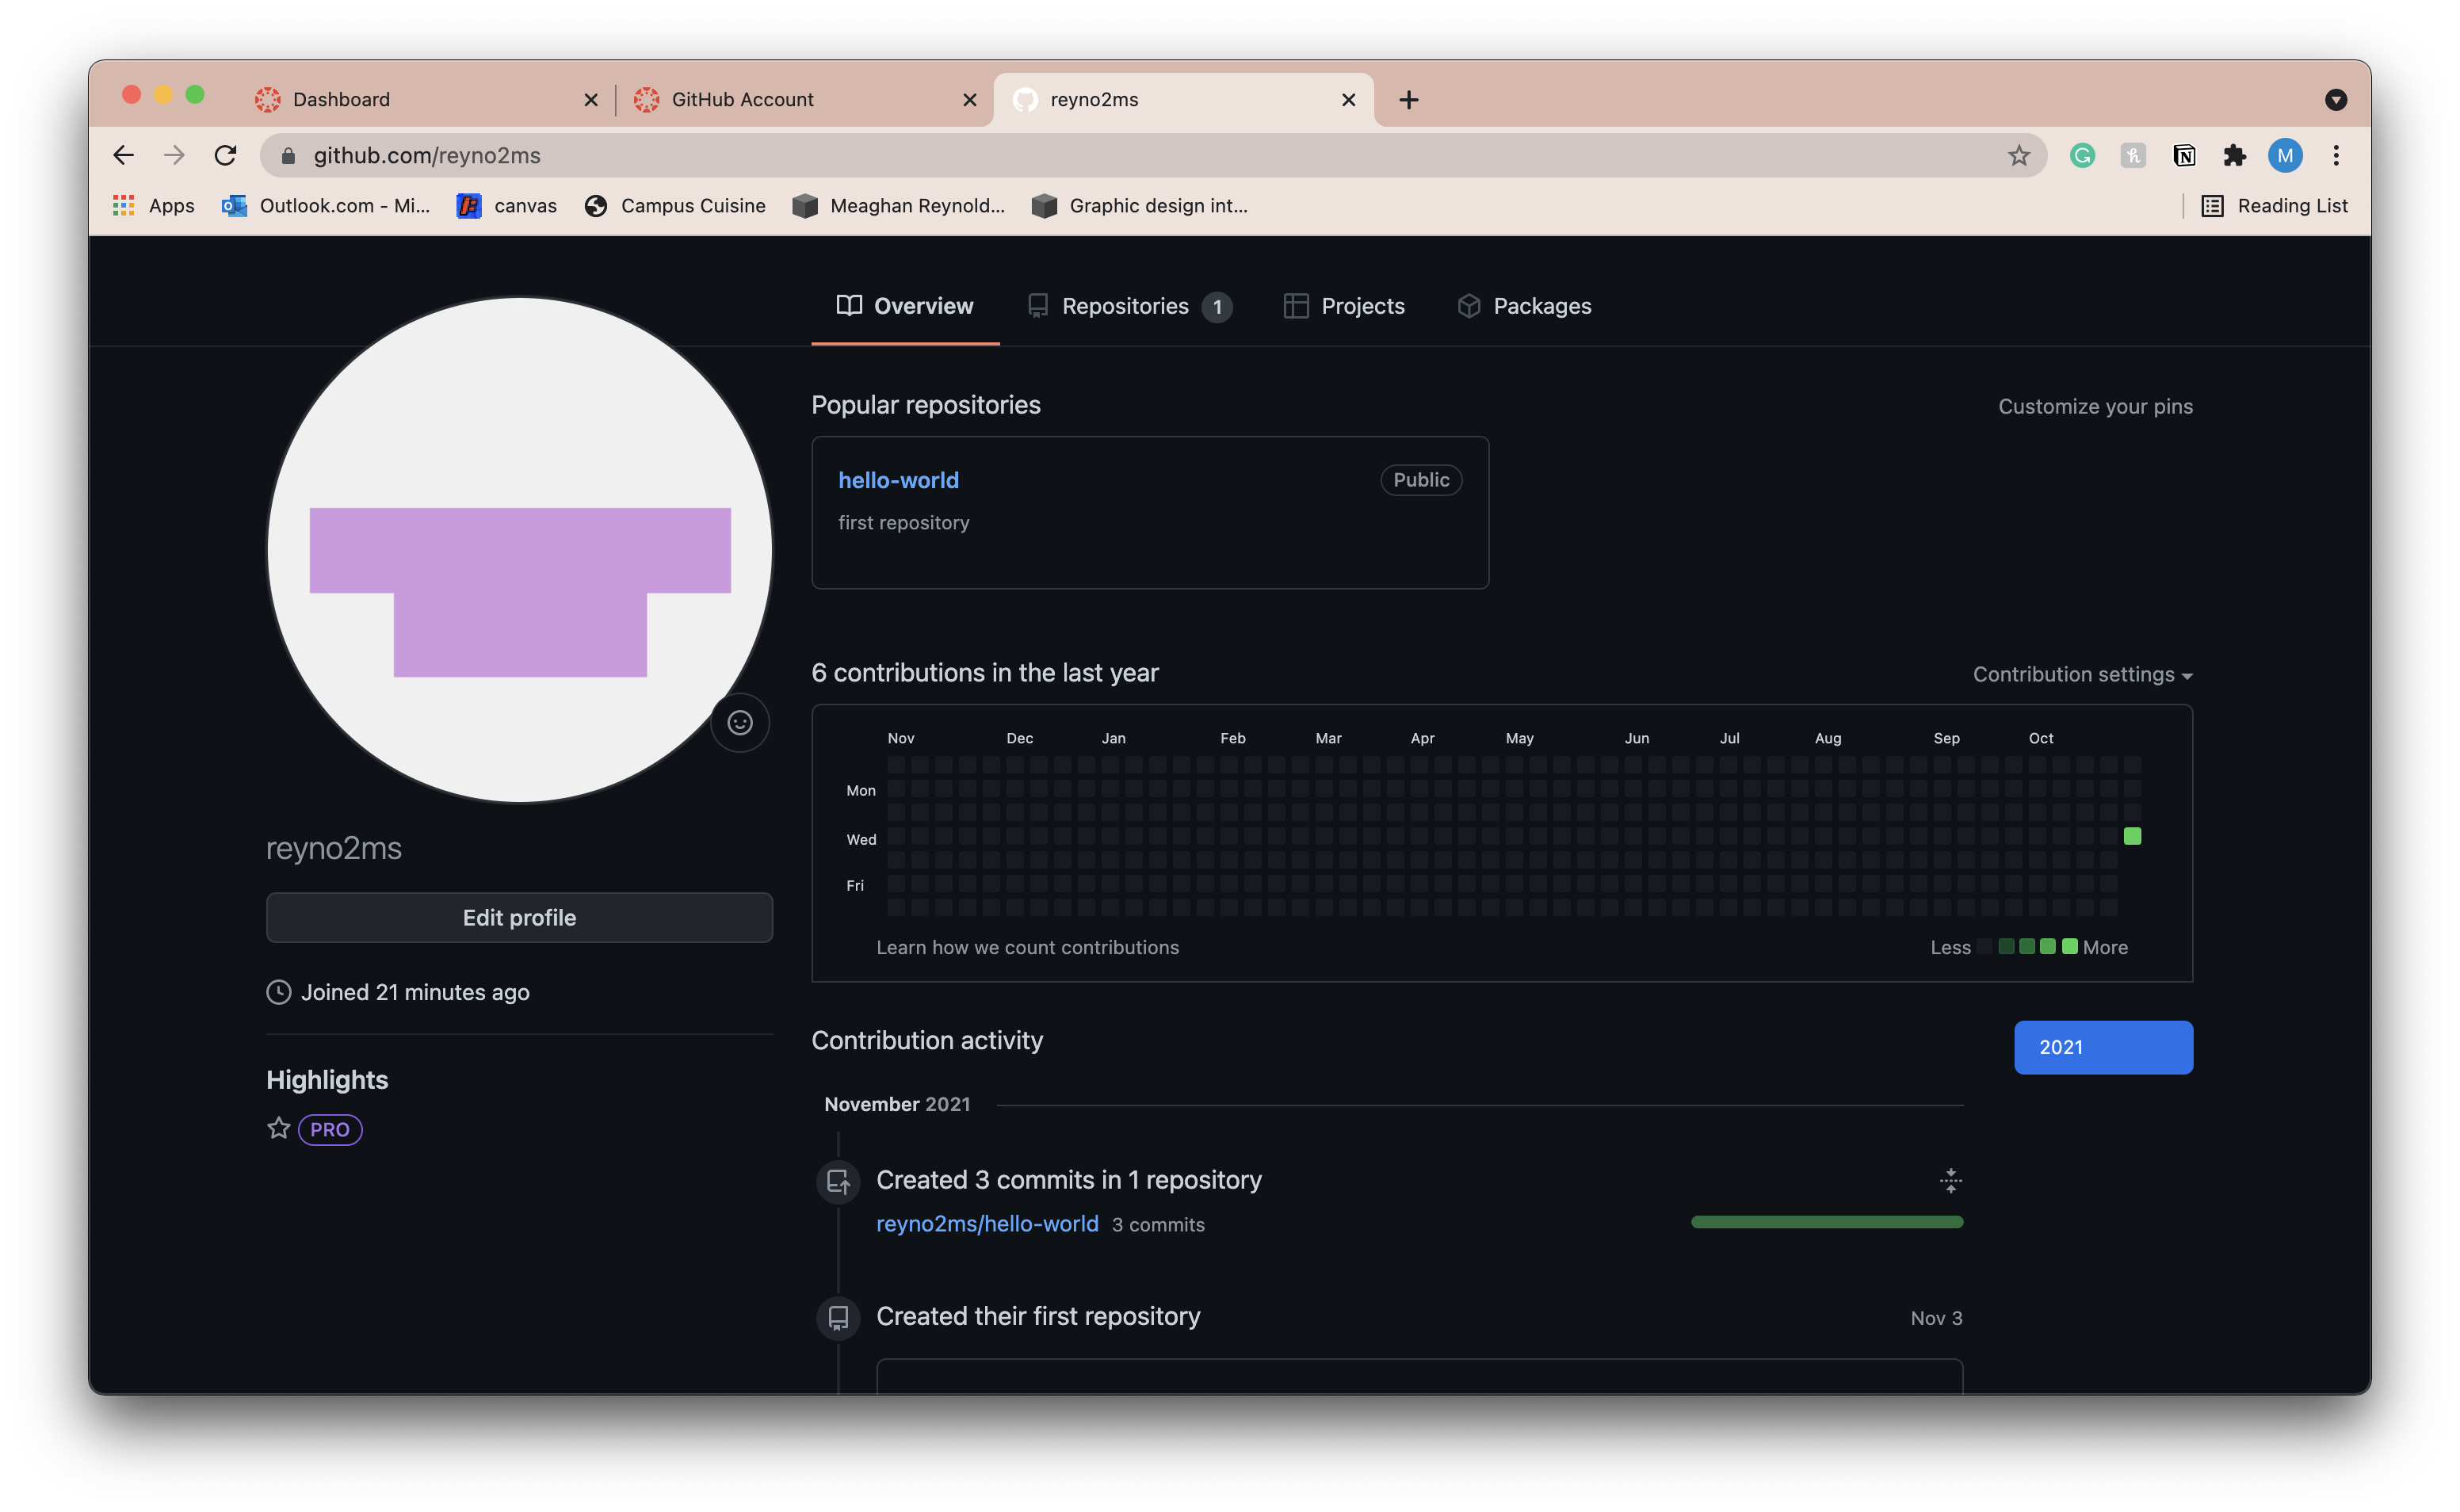 Dashboard
GitHub Account
reyno2ms
github.com/reyno2ms
M
Apps
Outlook.com - Mi...
canvas
Campus Cuisine
Meaghan Reynold...
Graphic design int...
Reading List
Overview
Repositories 1
Projects
Packages
reyno2ms
Edit profile
Joined 21 minutes ago
Highlights
PRO
Popular repositories
Customize your pins
hello-world
Public
first repository
6 contributions in the last year
Contribution settings
Nov Dec Jan Feb Mar Apr May Jun Jul Aug Sep Oct
Mon
Wed
Fri
Learn how we count contributions
Less More
Contribution activity
2021
November 2021
Created 3 commits in 1 repository
reyno2ms/hello-world 3 commits
Created their first repository
Nov 3